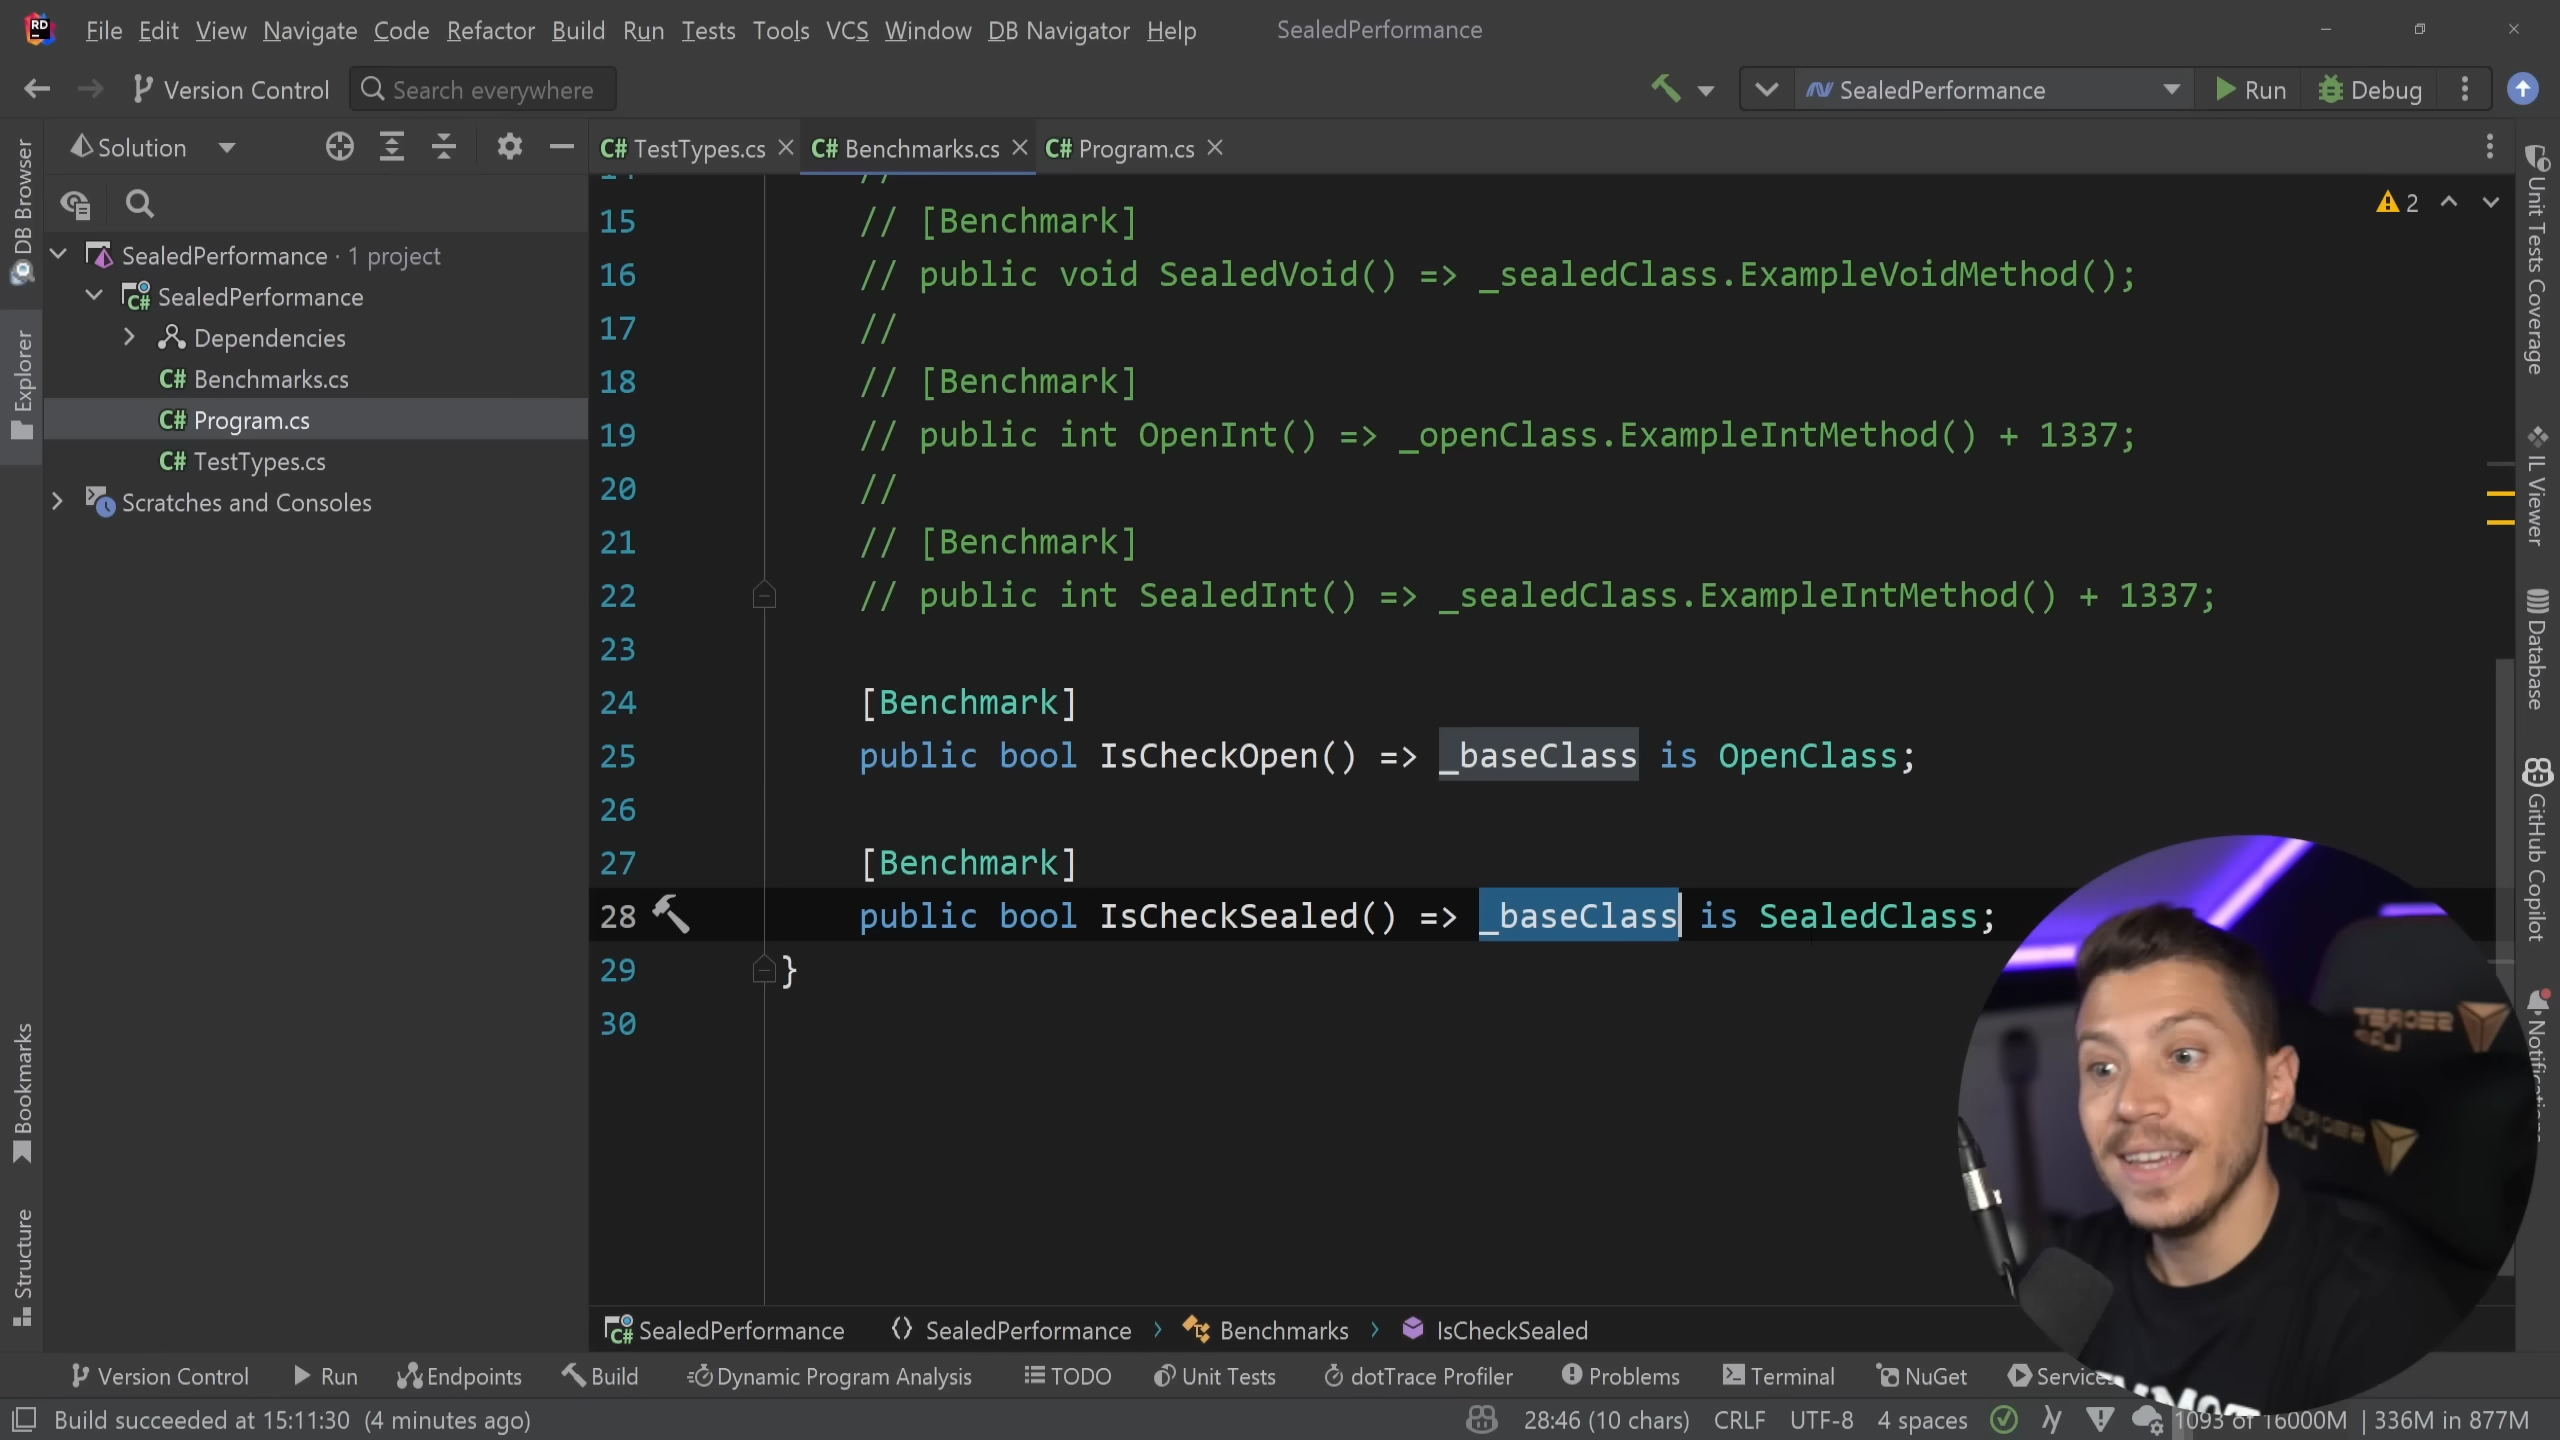 File Edit View Navigate Code Refactor Build Run Tests Tools VCS Window DB Navigator Help SealedPerformance
Version Control Search everywhere SealedPerformance Run Debug
Solution
C# TestTypes.cs C# Benchmarks.cs C# Program.cs
DB Browser
Explorer
Bookmarks
Structure
SealedPerformance · 1 project
SealedPerformance
Dependencies
C# Benchmarks.cs
C# Program.cs
C# TestTypes.cs
Scratches and Consoles
2
//
15 // [Benchmark]
16 // public void SealedVoid() => _sealedClass.ExampleVoidMethod();
17 //
18 // [Benchmark]
19 // public int OpenInt() => _openClass.ExampleIntMethod() + 1337;
20 //
21 // [Benchmark]
22 // public int SealedInt() => _sealedClass.ExampleIntMethod() + 1337;
23
24 [Benchmark]
25 public bool IsCheckOpen() => _baseClass is OpenClass;
26
27 [Benchmark]
28 public bool IsCheckSealed() => _baseClass is SealedClass;
29 }
30
Unit Tests Coverage
IL Viewer
Database
GitHub Copilot
Notifications
SealedPerformance SealedPerformance Benchmarks IsCheckSealed
Version Control Run Endpoints Build Dynamic Program Analysis TODO Unit Tests dotTrace Profiler Problems Terminal NuGet Services
Build succeeded at 15:11:30 (4 minutes ago) 28:46 (10 chars) CRLF UTF-8 4 spaces 1093 of 16000M | 336M in 877M